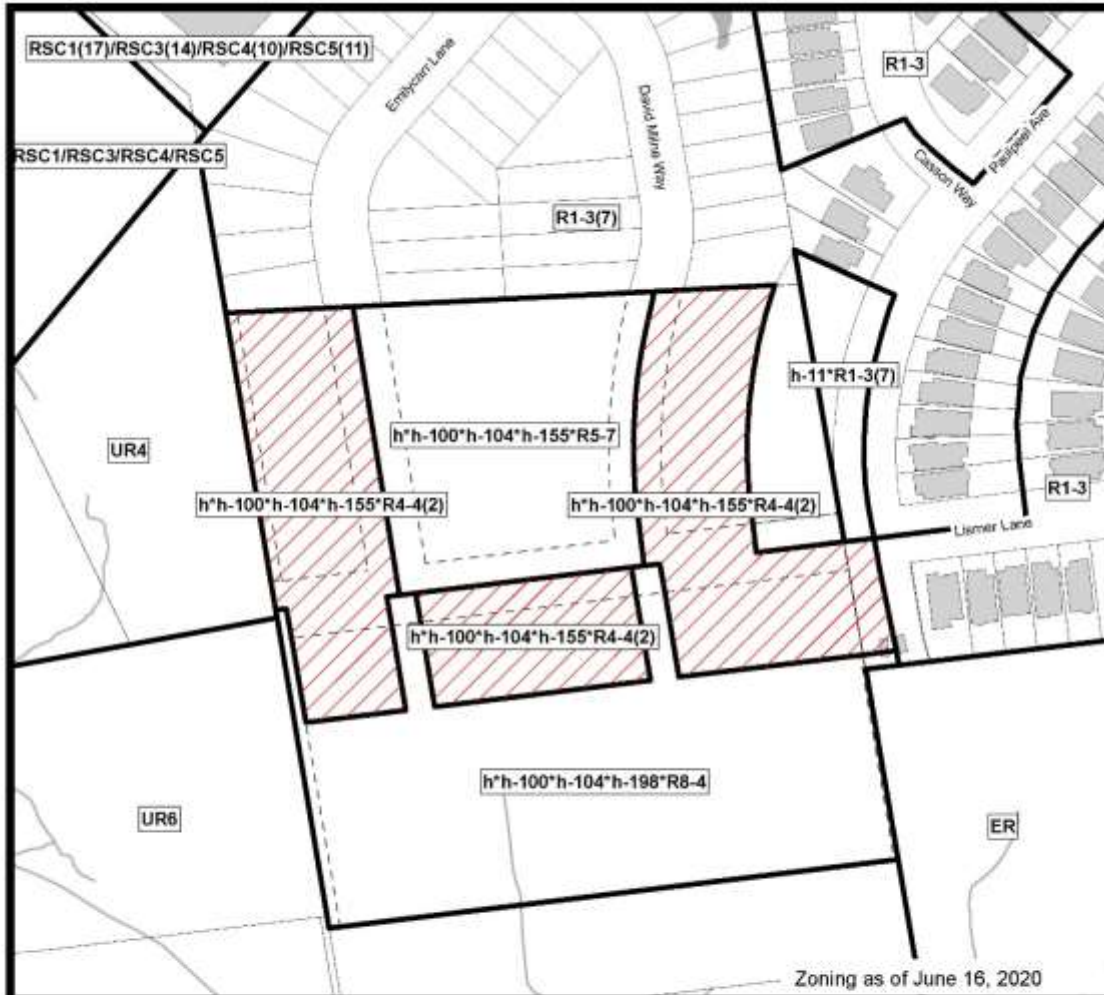 RSC1(17)/RSC3(14)/RSC4(10)/RSC5(11)
Emilycarr Lane
David Milne Way
R1-3
Paulpeel Ave
RSC1/RSC3/RSC4/RSC5
Casson Way
R1-3(7)
h-11*R1-3(7)
h*h-100*h-104*h-155*R5-7
UR4
h*h-100*h-104*h-155*R4-4(2)
h*h-100*h-104*h-155*R4-4(2)
R1-3
Lismer Lane
h*h-100*h-104*h-155*R4-4(2)
h*h-100*h-104*h-198*R8-4
UR6
ER
Zoning as of June 16, 2020